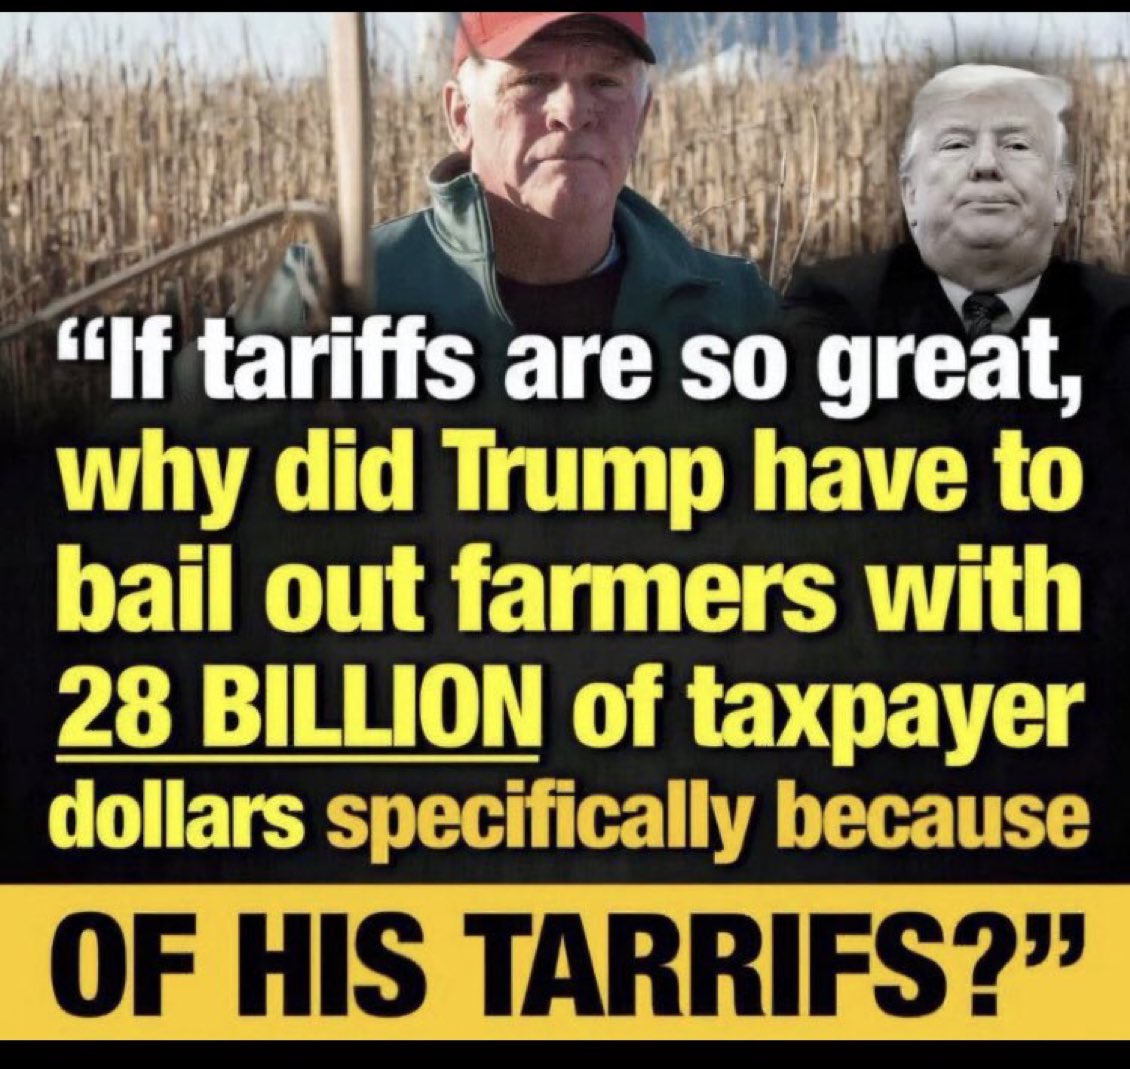 “If tariffs are so great,
why did Trump have to
bail out farmers with
28 BILLION of taxpayer
dollars specifically because
OF HIS TARRIFS?”